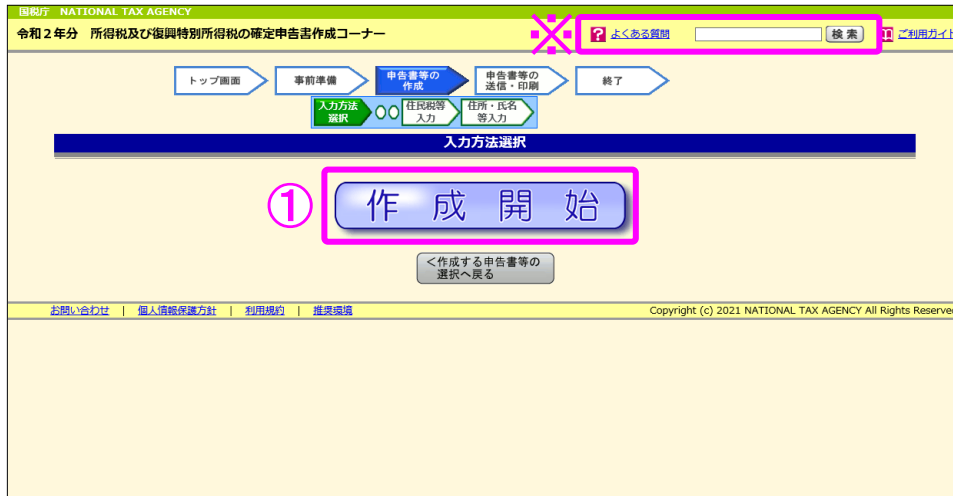 国税庁 NATIONAL TAX AGENCY
令和2年分 所得税及び復興特別所得税の確定申告書作成コーナー
※
? よくある質問
検索
ご利用ガイド
トップ画面
事前準備
申告書等の
作成
申告書等の
送信・印刷
終了
入力方法
選択
住民税等
入力
住所・氏名
等入力
入力方法選択
①
作成開始
<作成する申告書等の
選択へ戻る
お問い合わせ | 個人情報保護方針 | 利用規約 | 推奨環境
Copyright (c) 2021 NATIONAL TAX AGENCY All Rights Reserve